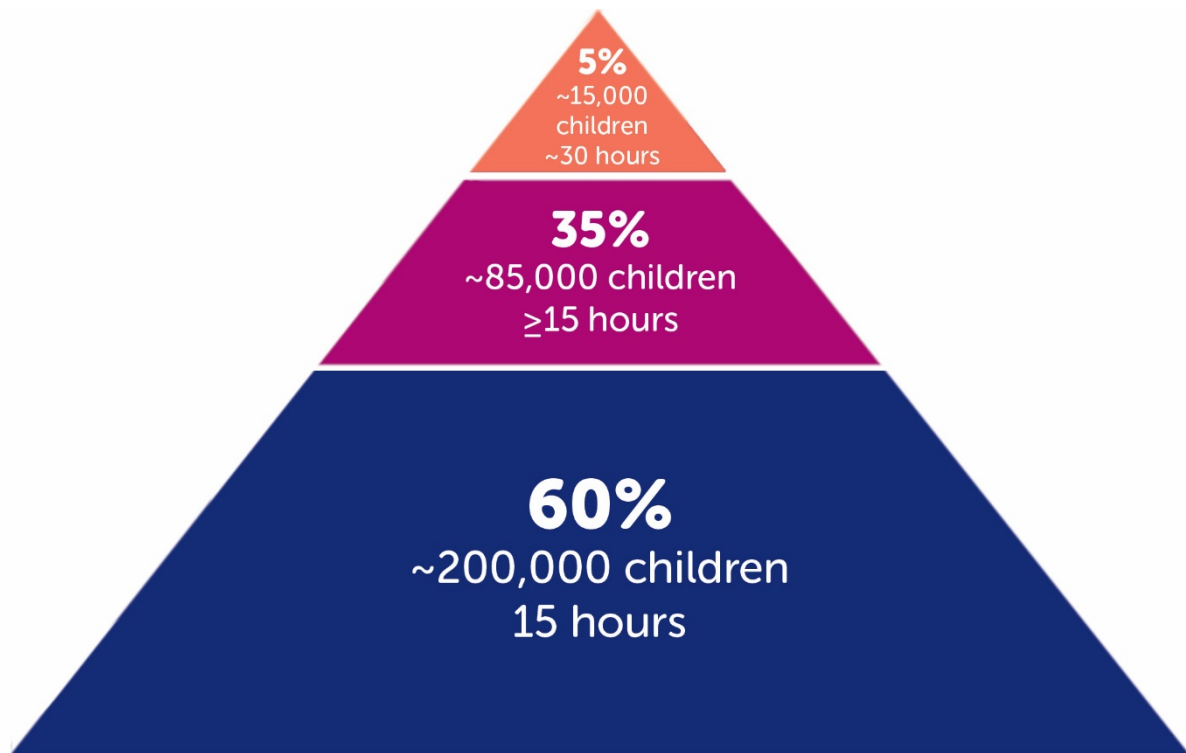 5%
~15,000
children
~30 hours
35%
~85,000 children
≥15 hours
60%
~200,000 children
15 hours